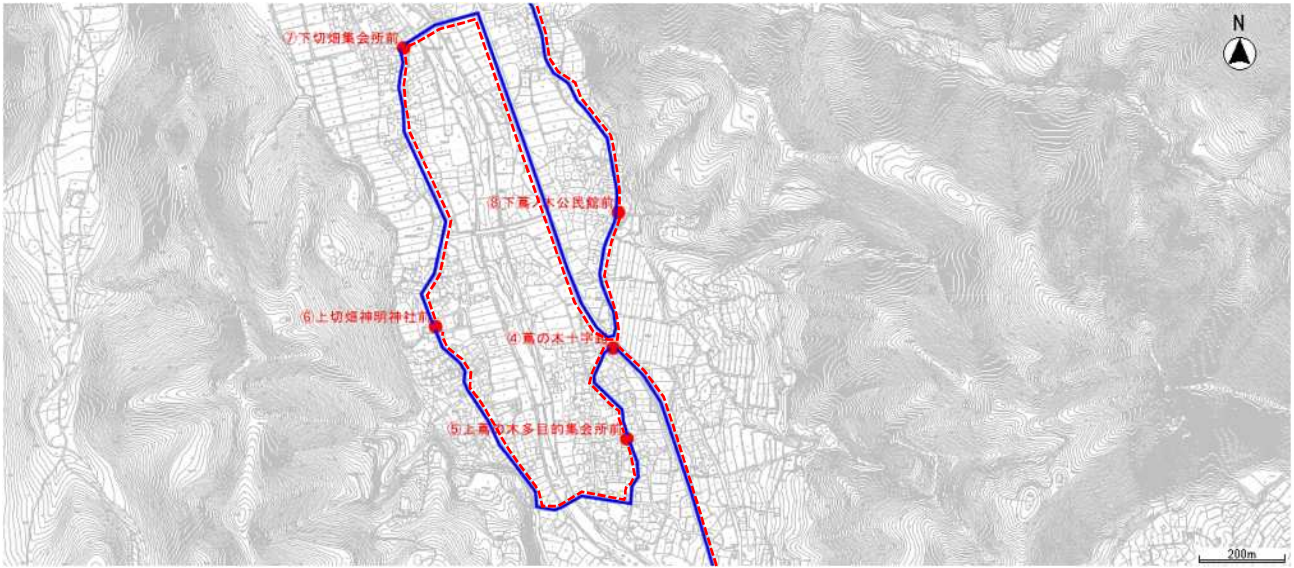 N
⑦下切畑集会所前
⑧下蔦ノ木公民館前
⑥上切畑神明神社前
④蔦の木十字路
⑤上蔦の木多目的集会所前
200m